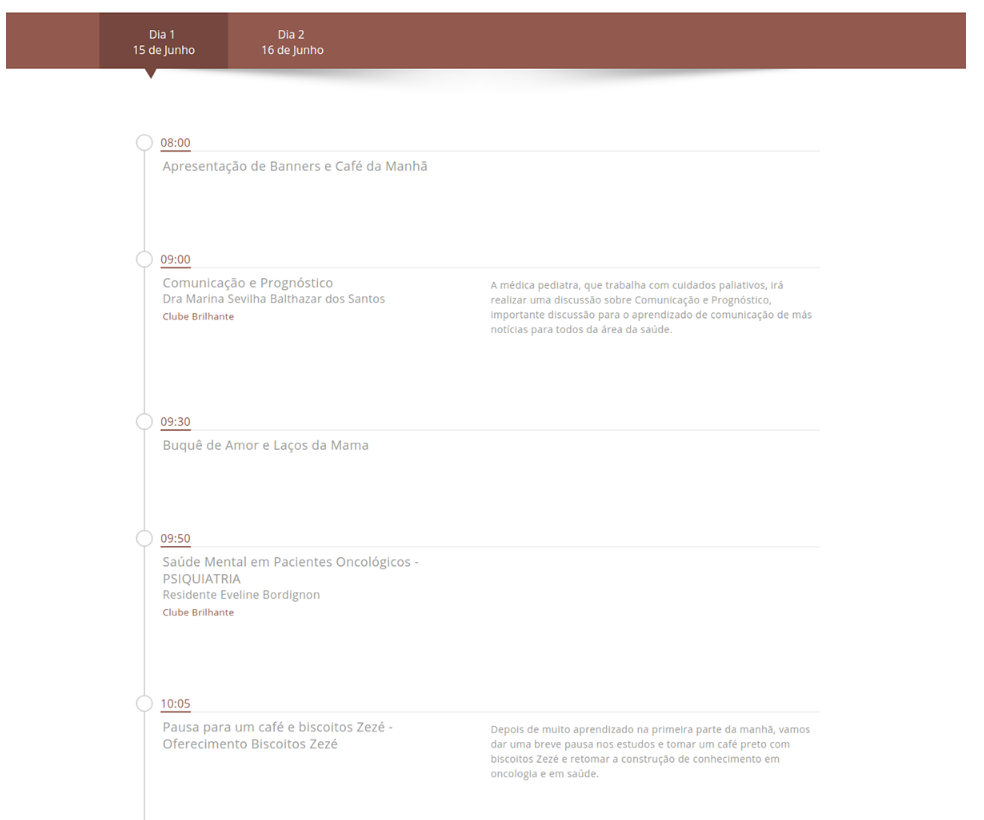 Dia 1
15 de Junho
Dia 2
16 de Junho
08:00
Apresentação de Banners e Café da Manhã
09:00
Comunicação e Prognóstico
Dra Marina Sevilha Balthazar dos Santos
Clube Brilhante
A médica pediatra, que trabalha com cuidados paliativos, irá
realizar uma discussão sobre Comunicação e Prognóstico,
importante discussão para o aprendizado de comunicação de más
notícias para todos da área da saúde.
09:30
Buquê de Amor e Laços da Mama
09:50
Saúde Mental em Pacientes Oncológicos -
PSIQUIATRIA
Residente Eveline Bordignon
Clube Brilhante
10:05
Pausa para um café e biscoitos Zezé -
Oferecimento Biscoitos Zezé
Depois de muito aprendizado na primeira parte da manhã, vamos
dar uma breve pausa nos estudos e tomar um café preto com
biscoitos Zezé e retomar a construção de conhecimento em
oncologia e em saúde.